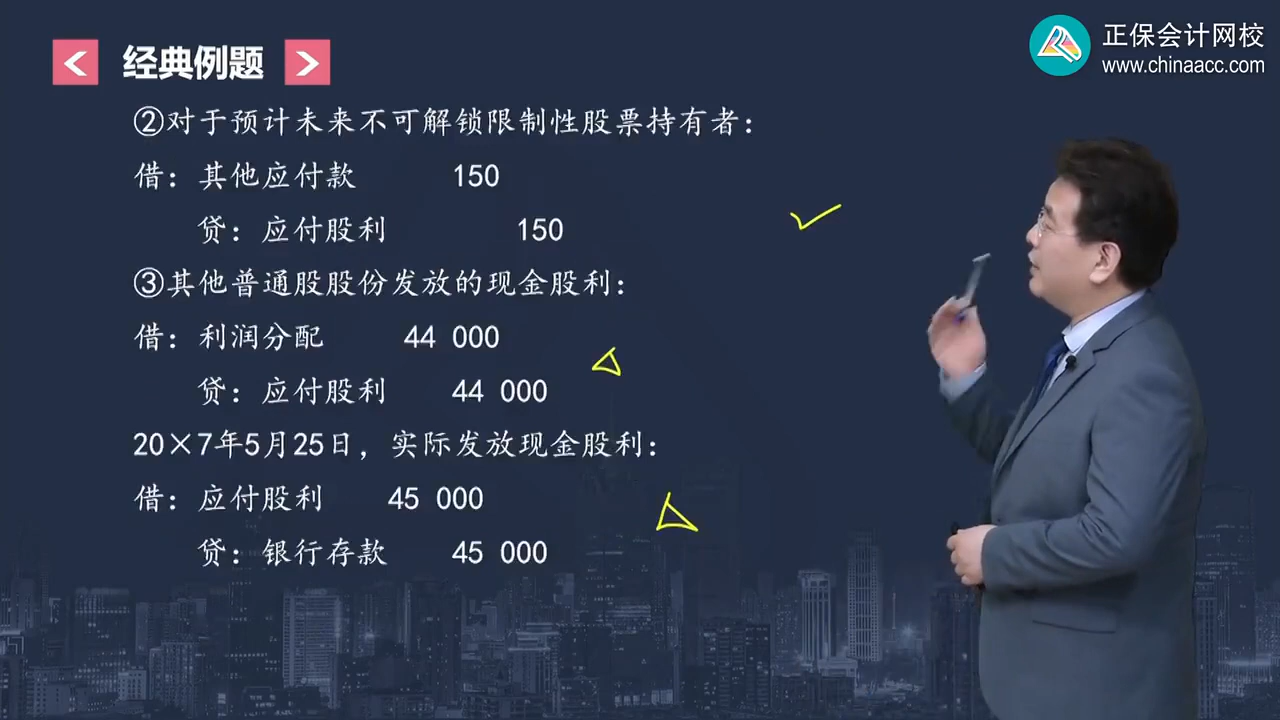 经典例题
正保会计网校
www.chinaacc.com
②对于预计未来不可解锁限制性股票持有者：
借：其他应付款 150
贷：应付股利 150
③其他普通股股份发放的现金股利：
借：利润分配 44 000
贷：应付股利 44 000
20×7年5月25日，实际发放现金股利：
借：应付股利 45 000
贷：银行存款 45 000